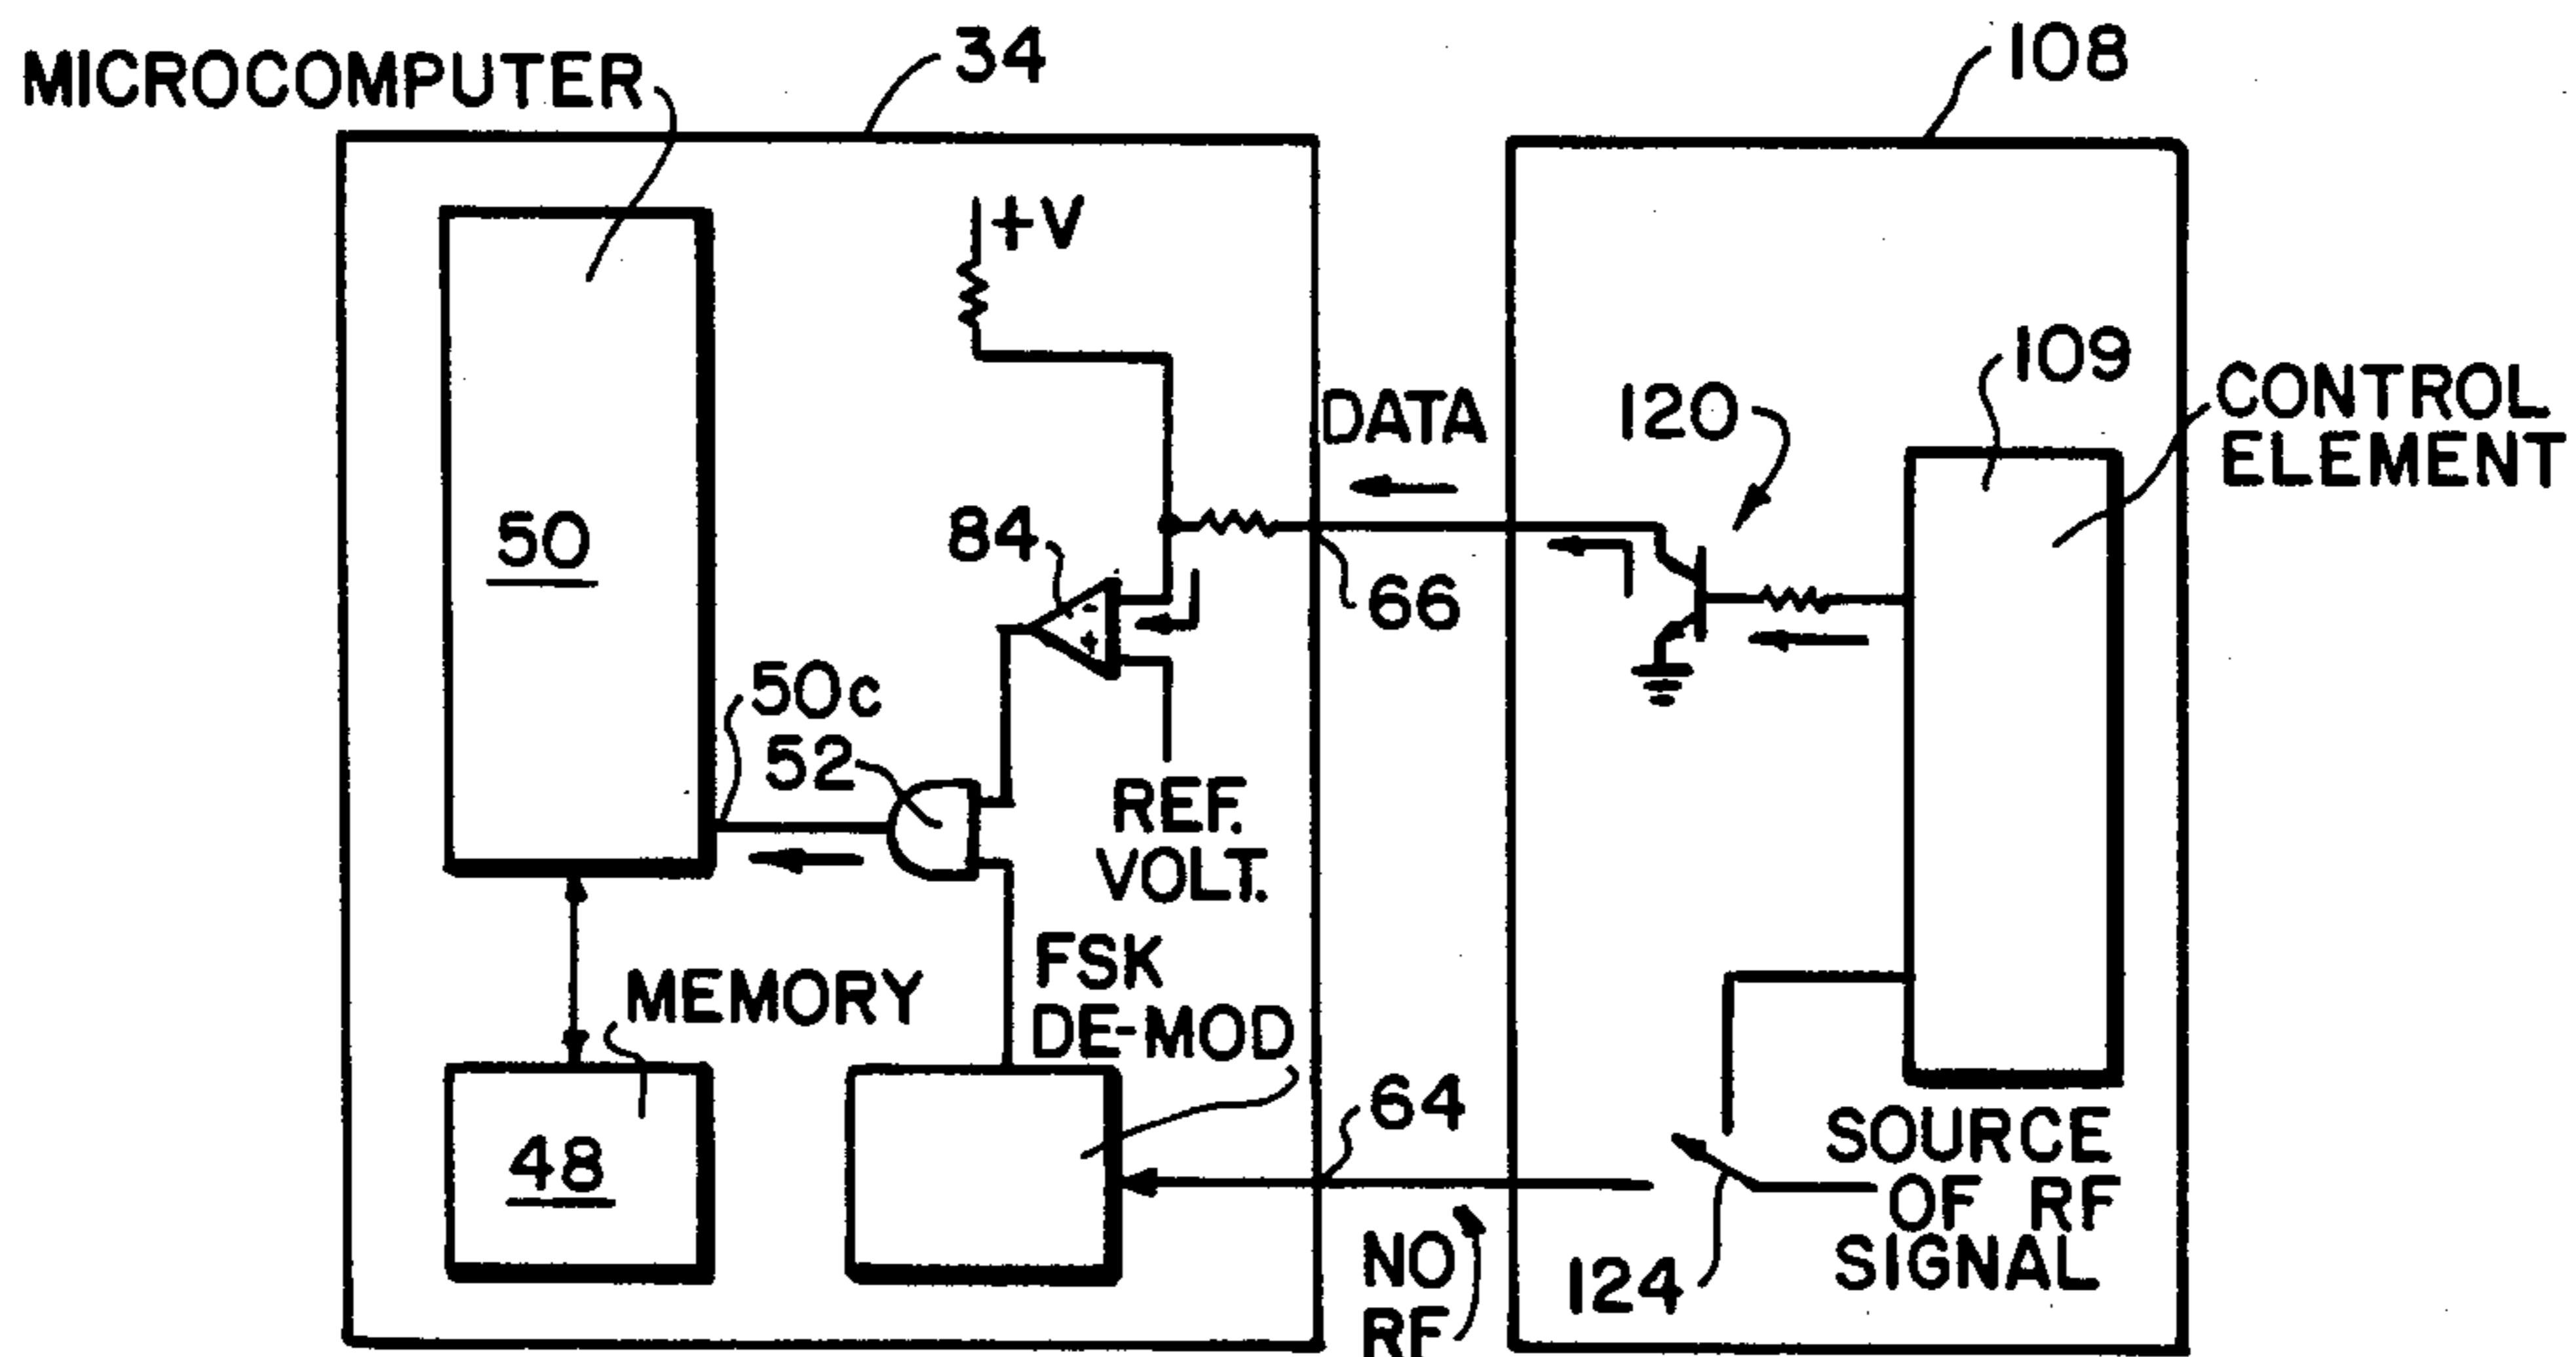 MICROCOMPUTER
34
108
+V
109
CONTROL
ELEMENT
DATA
120
84
50
-
+
66
50c
52
REF.
VOLT.
FSK
DE-MOD
MEMORY
48
64
SOURCE
OF RF
SIGNAL
124
NO
RF